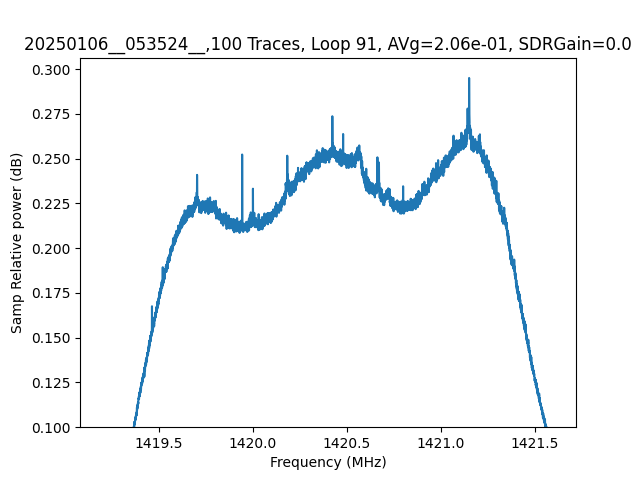 20250106__053524__,100 Traces, Loop 91, AVg=2.06e-01, SDRGain=0.0
0.300
0.275
0.250
0.225
0.200
0.175
0.150
0.125
0.100
Samp Relative power (dB)
1419.5 1420.0 1420.5 1421.0 1421.5
Frequency (MHz)